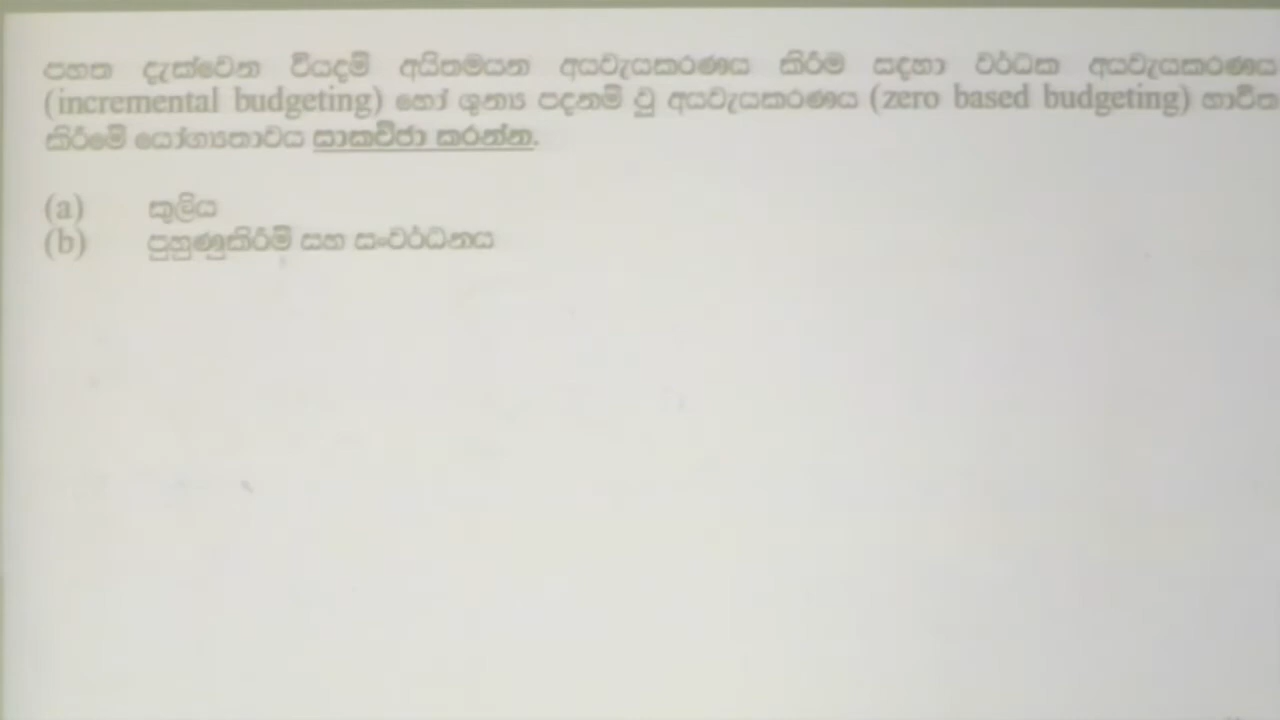 පහත දැක්වෙන වියදම් අයිතමයන අයවැයකරණය කිරීම සඳහා වර්ධක අයවැයකරණය
(incremental budgeting) හෝ ශුන්‍ය පදනම් වූ අයවැයකරණය (zero based budgeting) භාවිත
කිරීමේ යෝග්‍යතාවය සාකච්ඡා කරන්න.
(a) කුලිය
(b) පුහුණුකිරීම් සහ සංවර්ධනය